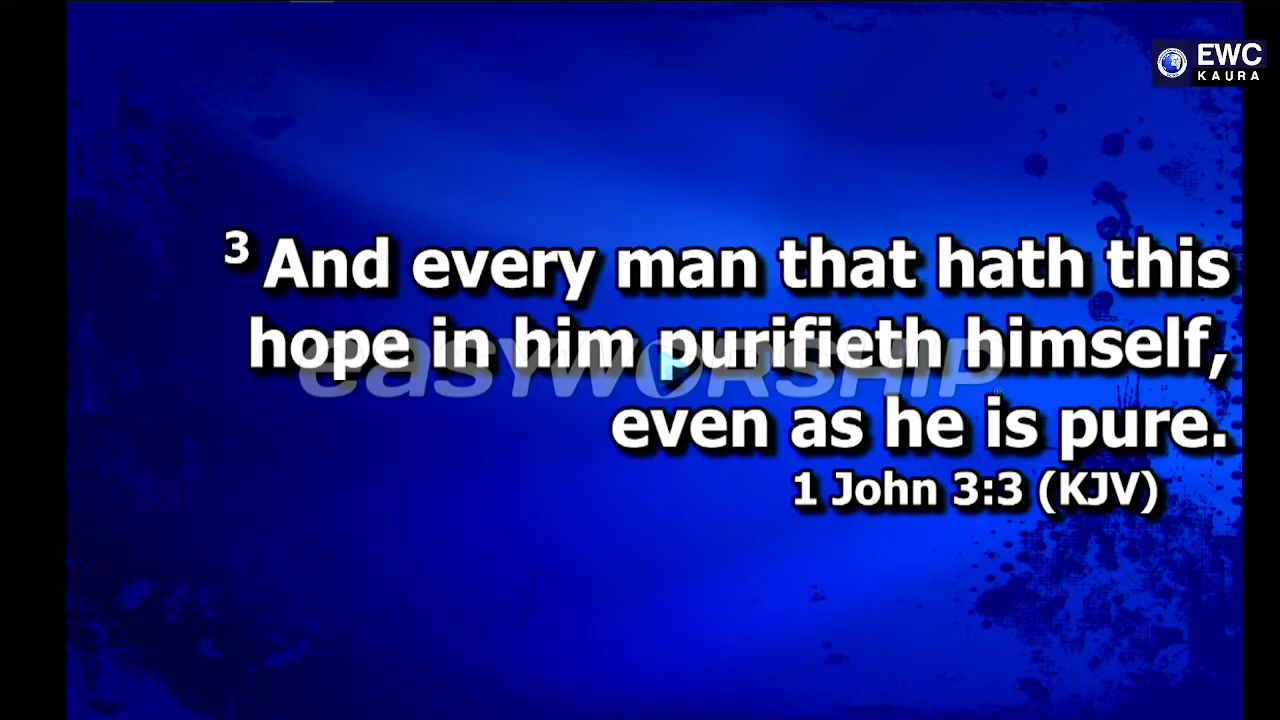 EWC
KAURA
3 And every man that hath this
hope in him purifieth himself,
easyworship
even as he is pure.
1 John 3:3 (KJV)